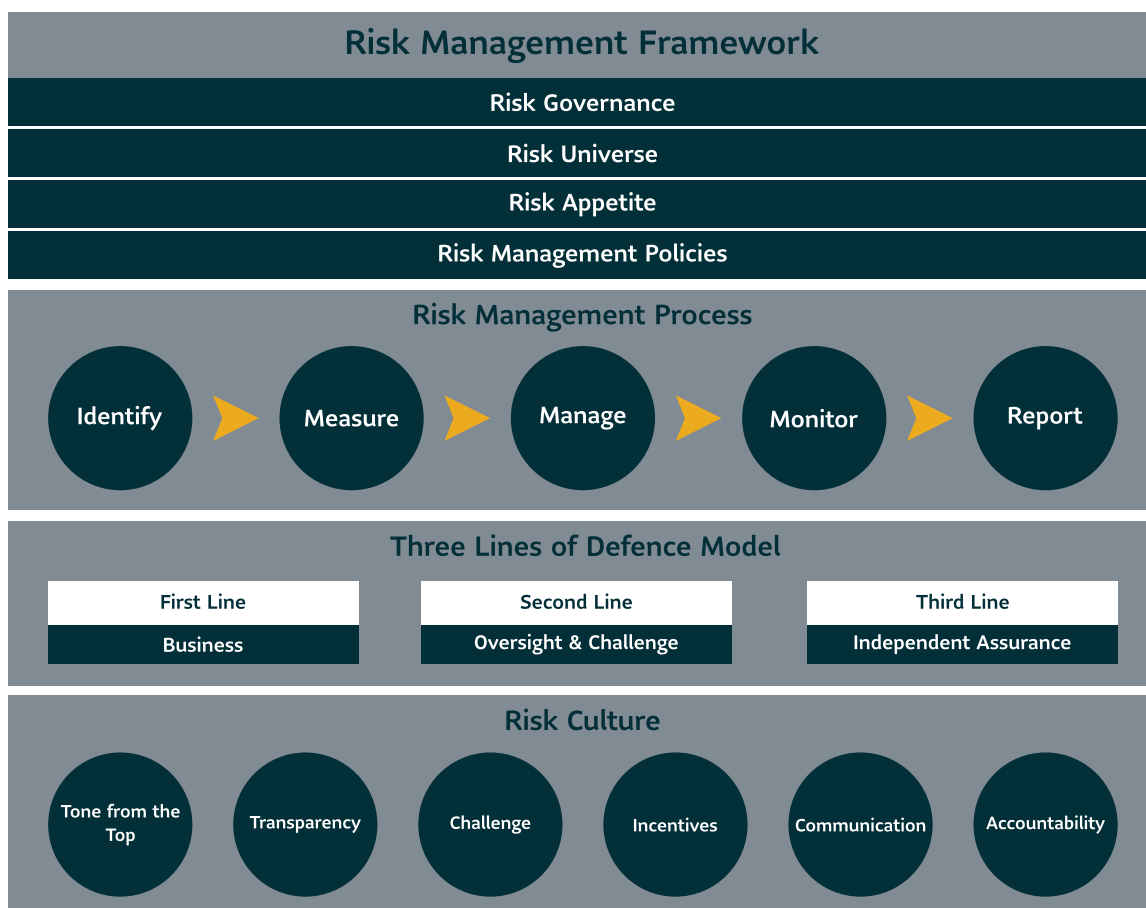 Risk Management Framework
Risk Governance
Risk Universe
Risk Appetite
Risk Management Policies
Risk Management Process
Identify
Measure
Manage
Monitor
Report
Three Lines of Defence Model
First Line
Business
Second Line
Oversight & Challenge
Third Line
Independent Assurance
Risk Culture
Tone from the
Top
Transparency
Challenge
Incentives
Communication
Accountability